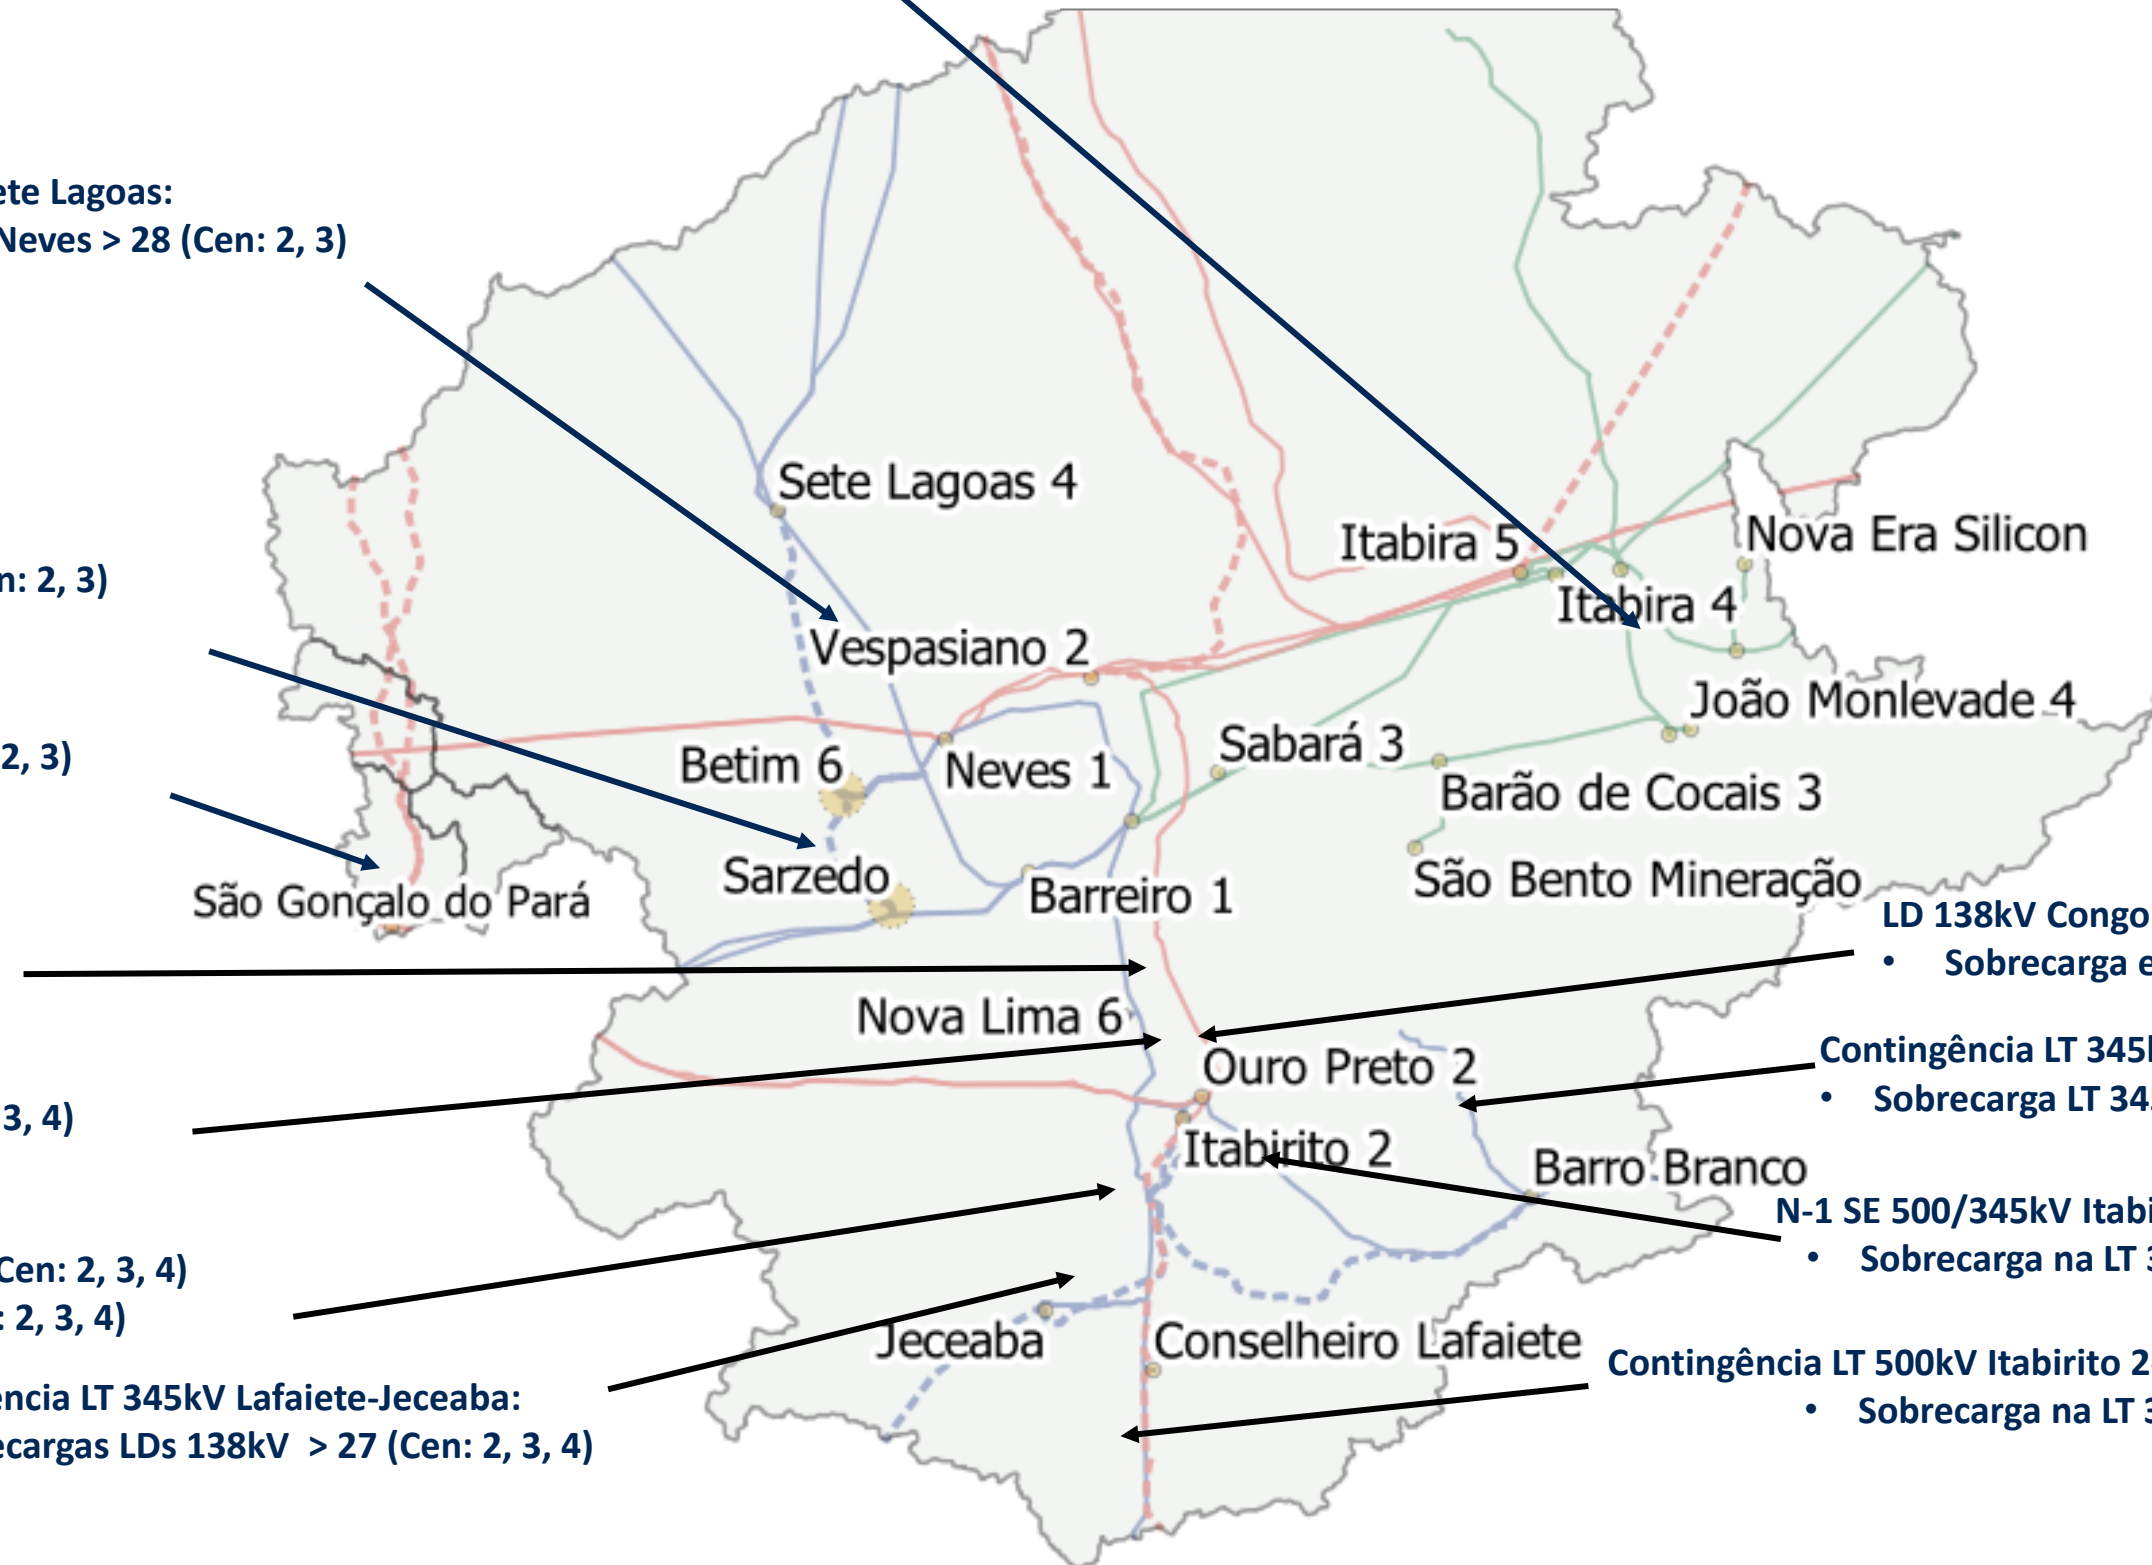 ete Lagoas:
Neves > 28 (Cen: 2, 3)
Sete Lagoas 4
Itabira 5
Nova Era Silicon
n: 2, 3)
Itabira 4
Vespasiano 2
João Monlevade 4
2, 3)
Betim 6
Neves 1
Sabará 3
Barão de Cocais 3
Sarzedo
São Gonçalo do Pará
Barreiro 1
São Bento Mineração
LD 138kV Congo
• Sobrecarga e
Nova Lima 6
Ouro Preto 2
Contingência LT 345
• Sobrecarga LT 34
3, 4)
Itabirito 2
Barro Branco
N-1 SE 500/345kV Itabi
• Sobrecarga na LT 3
Cen: 2, 3, 4)
: 2, 3, 4)
Jeceaba
Conselheiro Lafaiete
Contingência LT 500kV Itabirito 2
• Sobrecarga na LT 3
ência LT 345kV Lafaiete-Jeceaba:
ecargas LDs 138kV > 27 (Cen: 2, 3, 4)